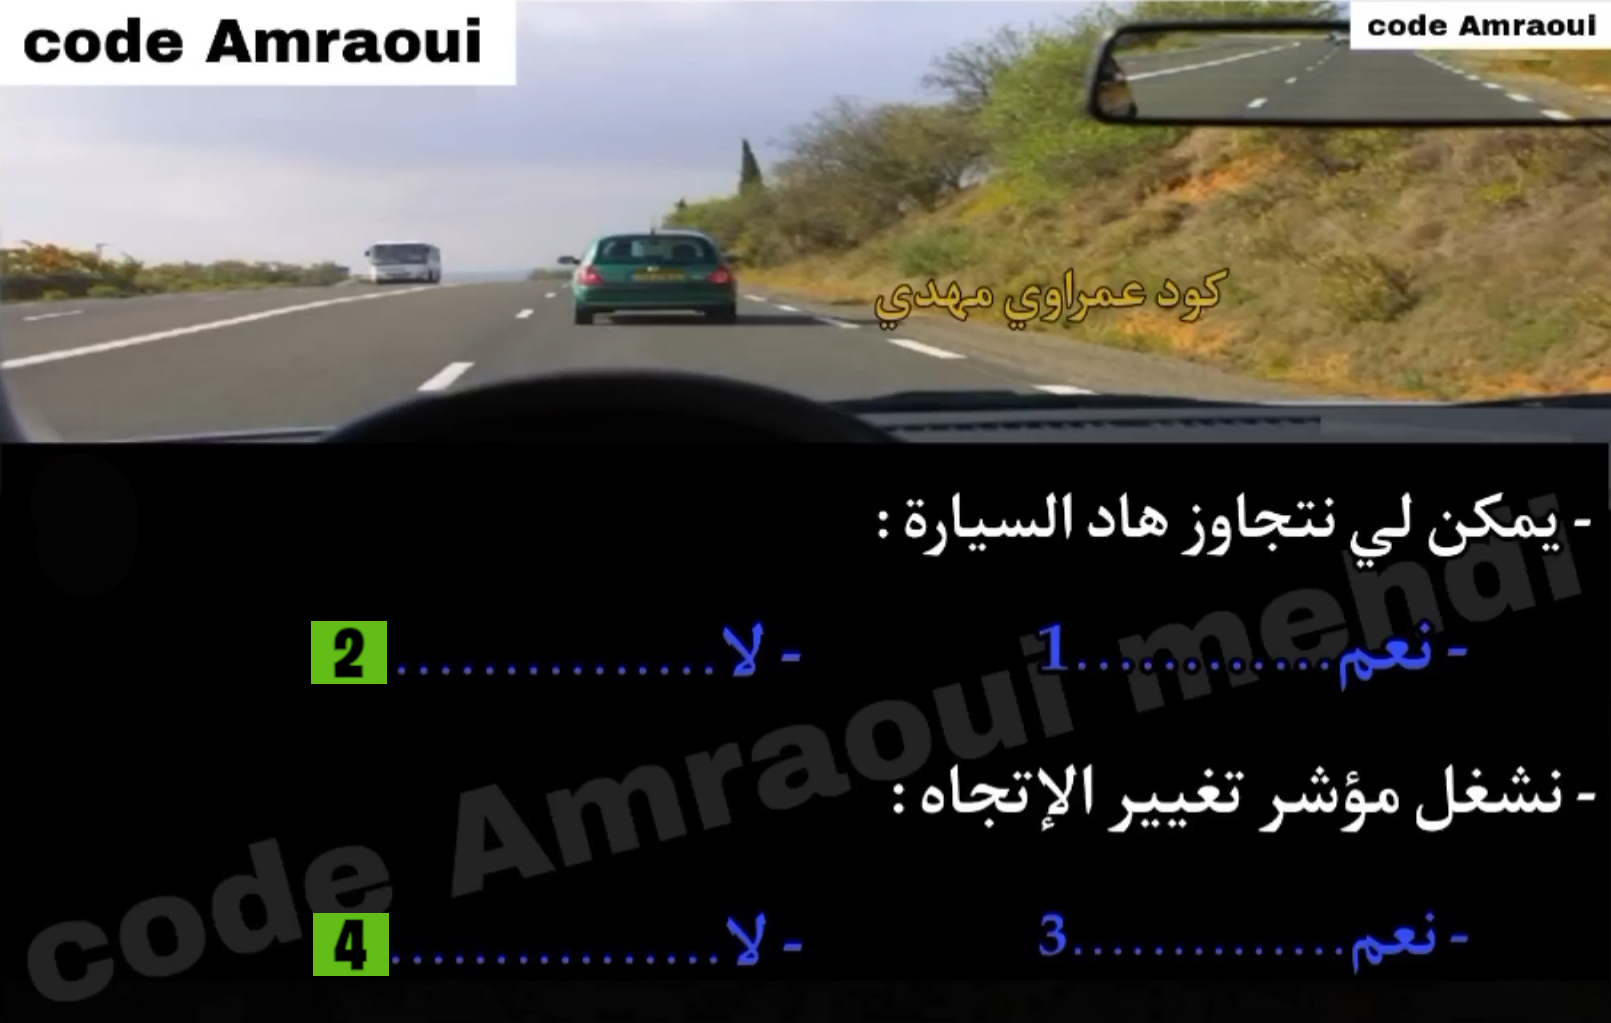 code Amraoui
code Amraoui
كود عمراوي مهدي
- يمكن لي نتجاوز هاد السيارة :
- نعم.............1 - لا................2
- نشغل مؤشر تغيير الإتجاه :
- نعم..............3 - لا.................4
code Amraoui mehdi